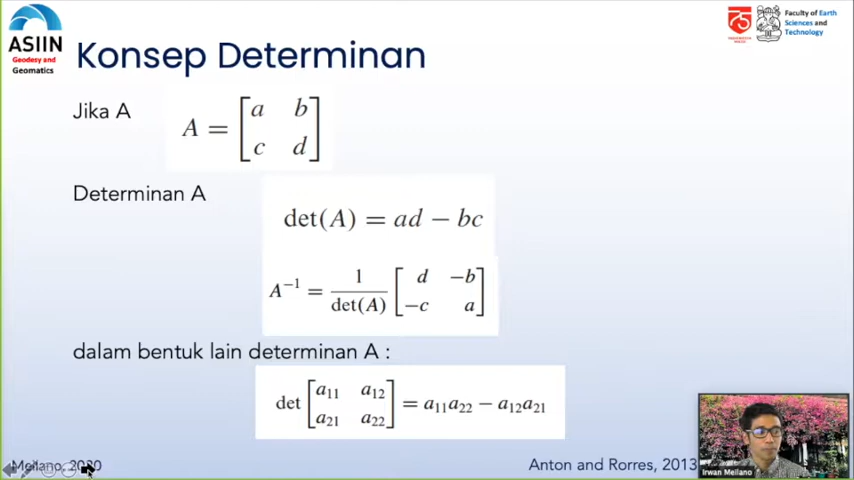 ASIIN
Geodesy and
Geomatics
Konsep Determinan
Faculty of Earth
Sciences and
Technology
Jika A
A = [a b
c d]
Determinan A
det(A) = ad − bc
A⁻¹ = 1/det(A) [d −b
−c a]
dalam bentuk lain determinan A :
det [a₁₁ a₁₂
a₂₁ a₂₂] = a₁₁a₂₂ − a₁₂a₂₁
Meilano, 2020
Anton and Rorres, 2013
Irwan Meilano